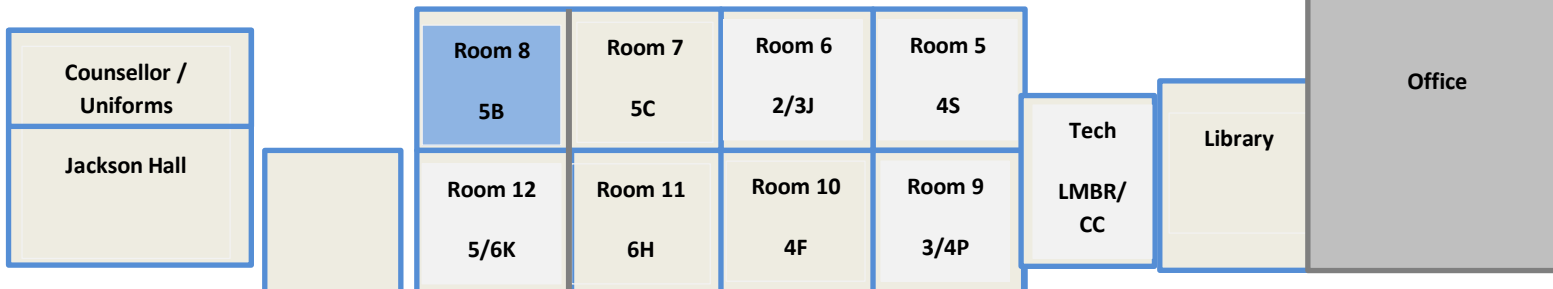 Counsellor /
Uniforms
Jackson Hall
Room 8
5B
Room 7
5C
Room 6
2/3J
Room 5
4S
Room 12
5/6K
Room 11
6H
Room 10
4F
Room 9
3/4P
Tech
LMBR/
CC
Library
Office